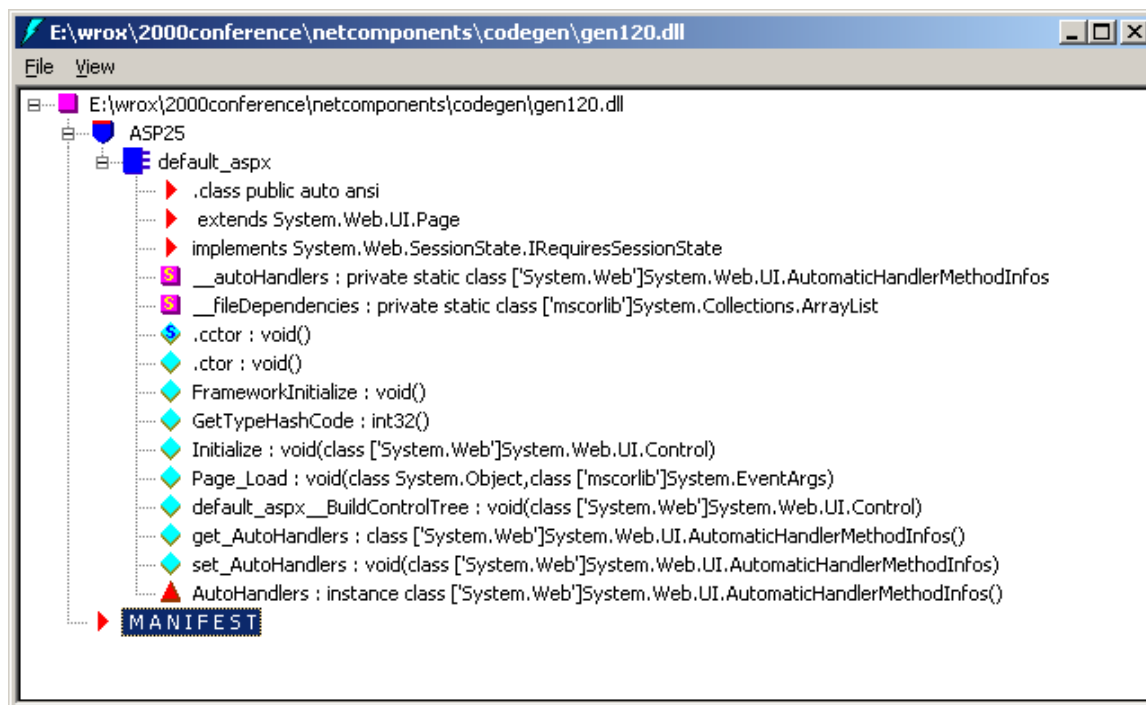 E:\wrox\2000conference\netcomponents\codegen\gen120.dll
File View
E:\wrox\2000conference\netcomponents\codegen\gen120.dll
ASP25
default_aspx
.class public auto ansi
extends System.Web.UI.Page
implements System.Web.SessionState.IRequiresSessionState
S __autoHandlers : private static class ['System.Web']System.Web.UI.AutomaticHandlerMethodInfos
S __fileDependencies : private static class ['mscorlib']System.Collections.ArrayList
S .cctor : void()
.ctor : void()
FrameworkInitialize : void()
GetTypeHashCode : int32()
Initialize : void(class ['System.Web']System.Web.UI.Control)
Page_Load : void(class System.Object,class ['mscorlib']System.EventArgs)
default_aspx__BuildControlTree : void(class ['System.Web']System.Web.UI.Control)
get_AutoHandlers : class ['System.Web']System.Web.UI.AutomaticHandlerMethodInfos()
set_AutoHandlers : void(class ['System.Web']System.Web.UI.AutomaticHandlerMethodInfos)
AutoHandlers : instance class ['System.Web']System.Web.UI.AutomaticHandlerMethodInfos()
M A N I F E S T